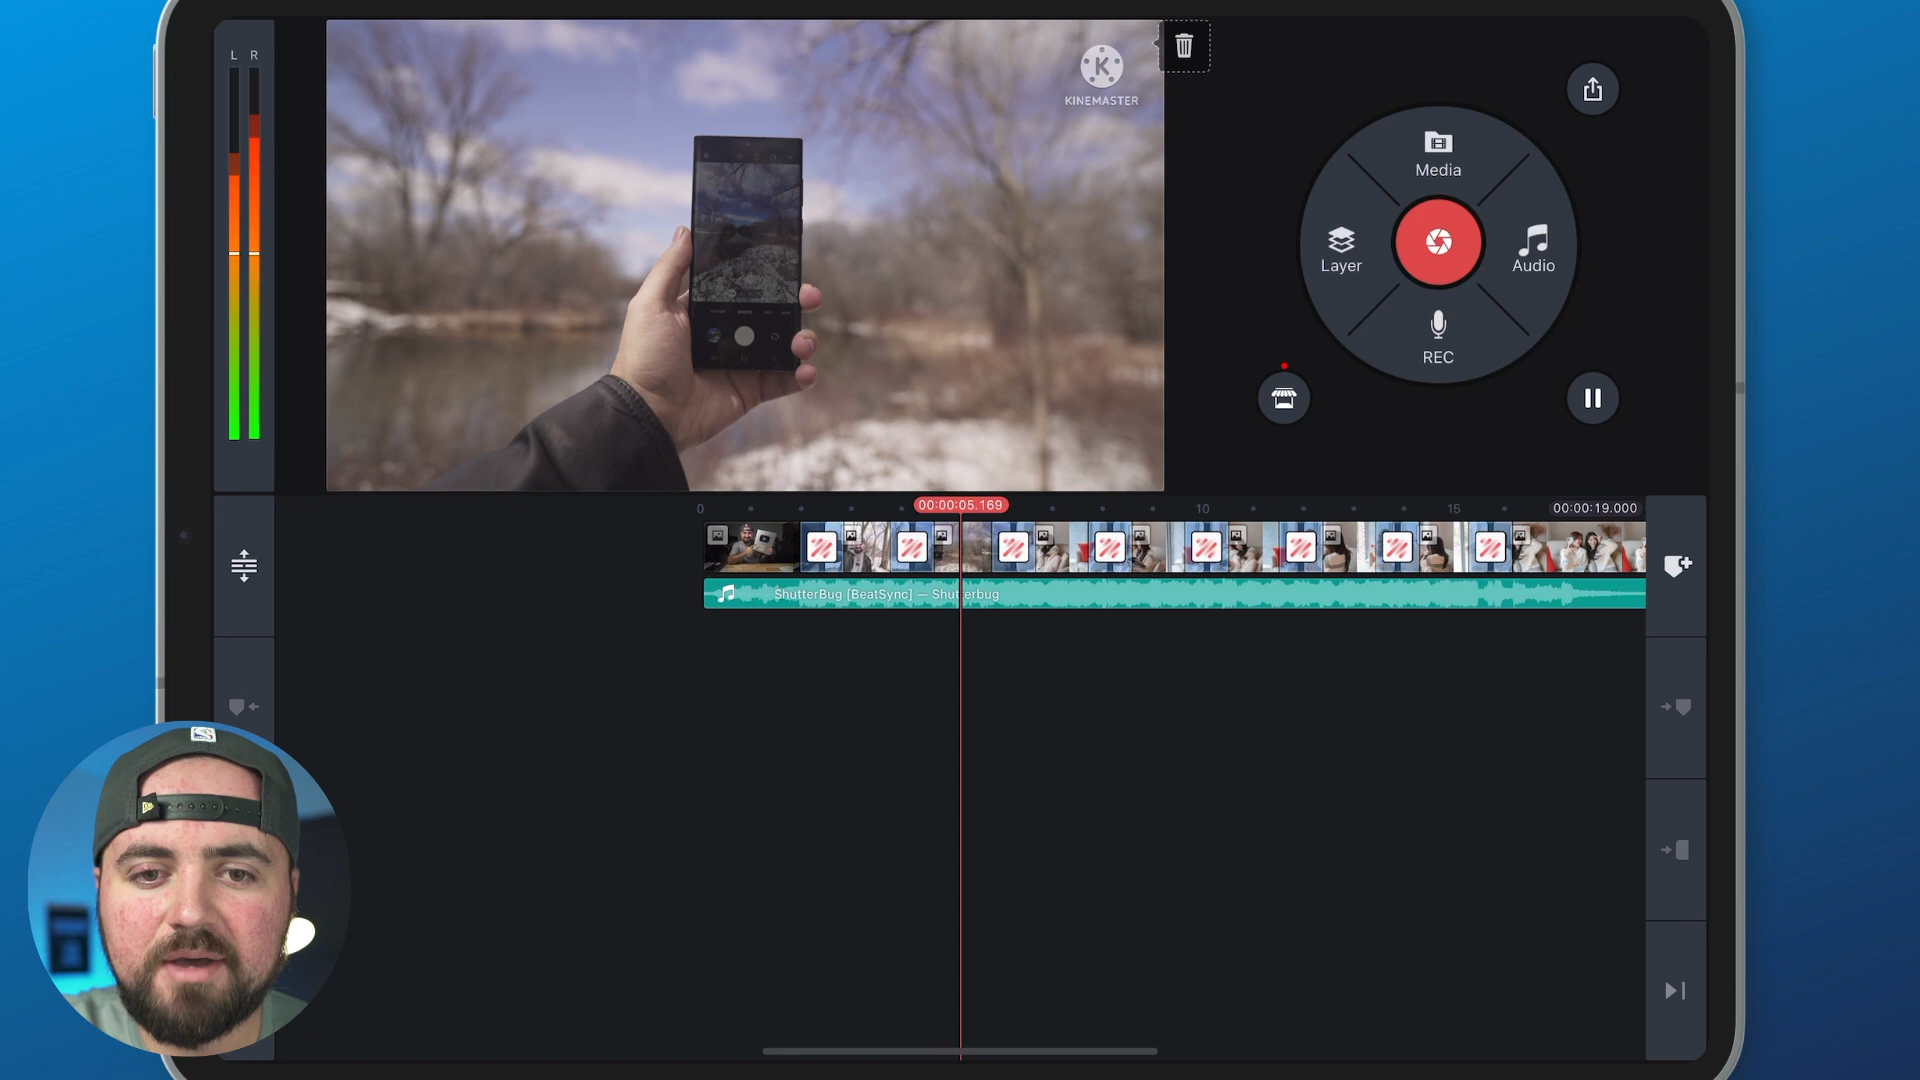 L R
KINEMASTER
Media
Layer
Audio
REC
00:00:05.169
0
10
15
00:00:19.000
ShutterBug [BeatSync] — Shutterbug